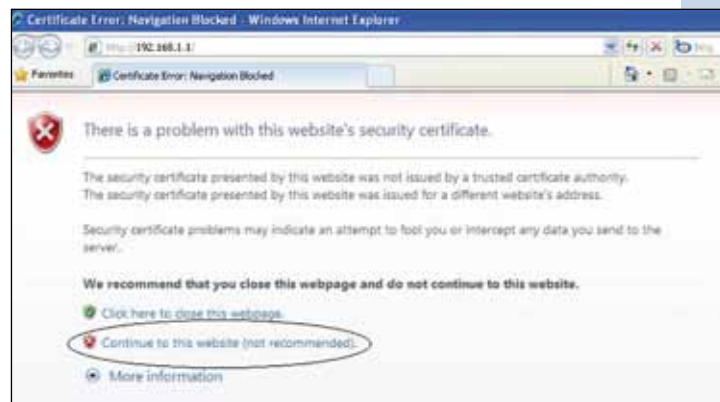 Certificate Error: Navigation Blocked - Windows Internet Explorer
192.168.1.1/
Favorites Certificate Error: Navigation Blocked
There is a problem with this website's security certificate.
The security certificate presented by this website was not issued by a trusted certificate authority.
The security certificate presented by this website was issued for a different website's address.
Security certificate problems may indicate an attempt to fool you or intercept any data you send to the
server.
We recommend that you close this webpage and do not continue to this website.
Click here to close this webpage.
Continue to this website (not recommended).
More information